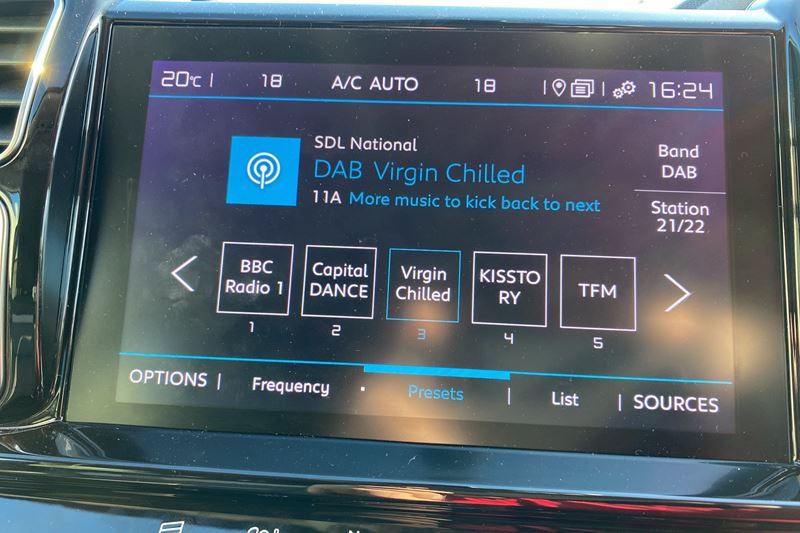 20°C | 18 A/C AUTO 18 | | 16:24
SDL National
DAB Virgin Chilled
11A More music to kick back to next
Band
DAB
Station
21/22
BBC
Radio 1
1
Capital
DANCE
2
Virgin
Chilled
3
KISSTO
RY
4
TFM
5
OPTIONS | Frequency Presets | List | SOURCES